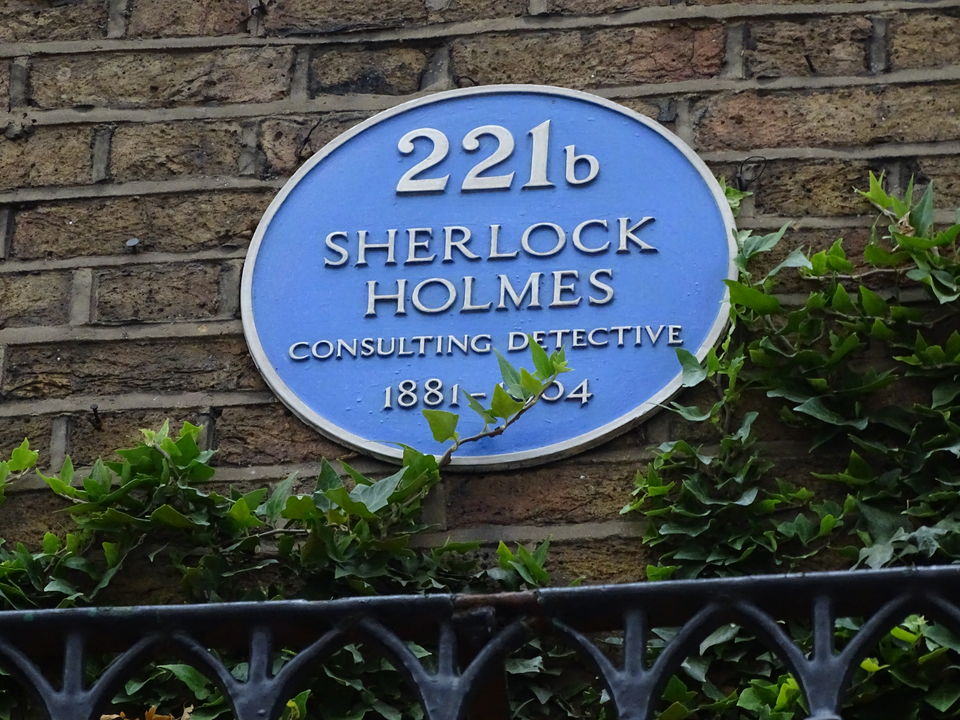 221b
SHERLOCK
HOLMES
CONSULTING DETECTIVE
1881-